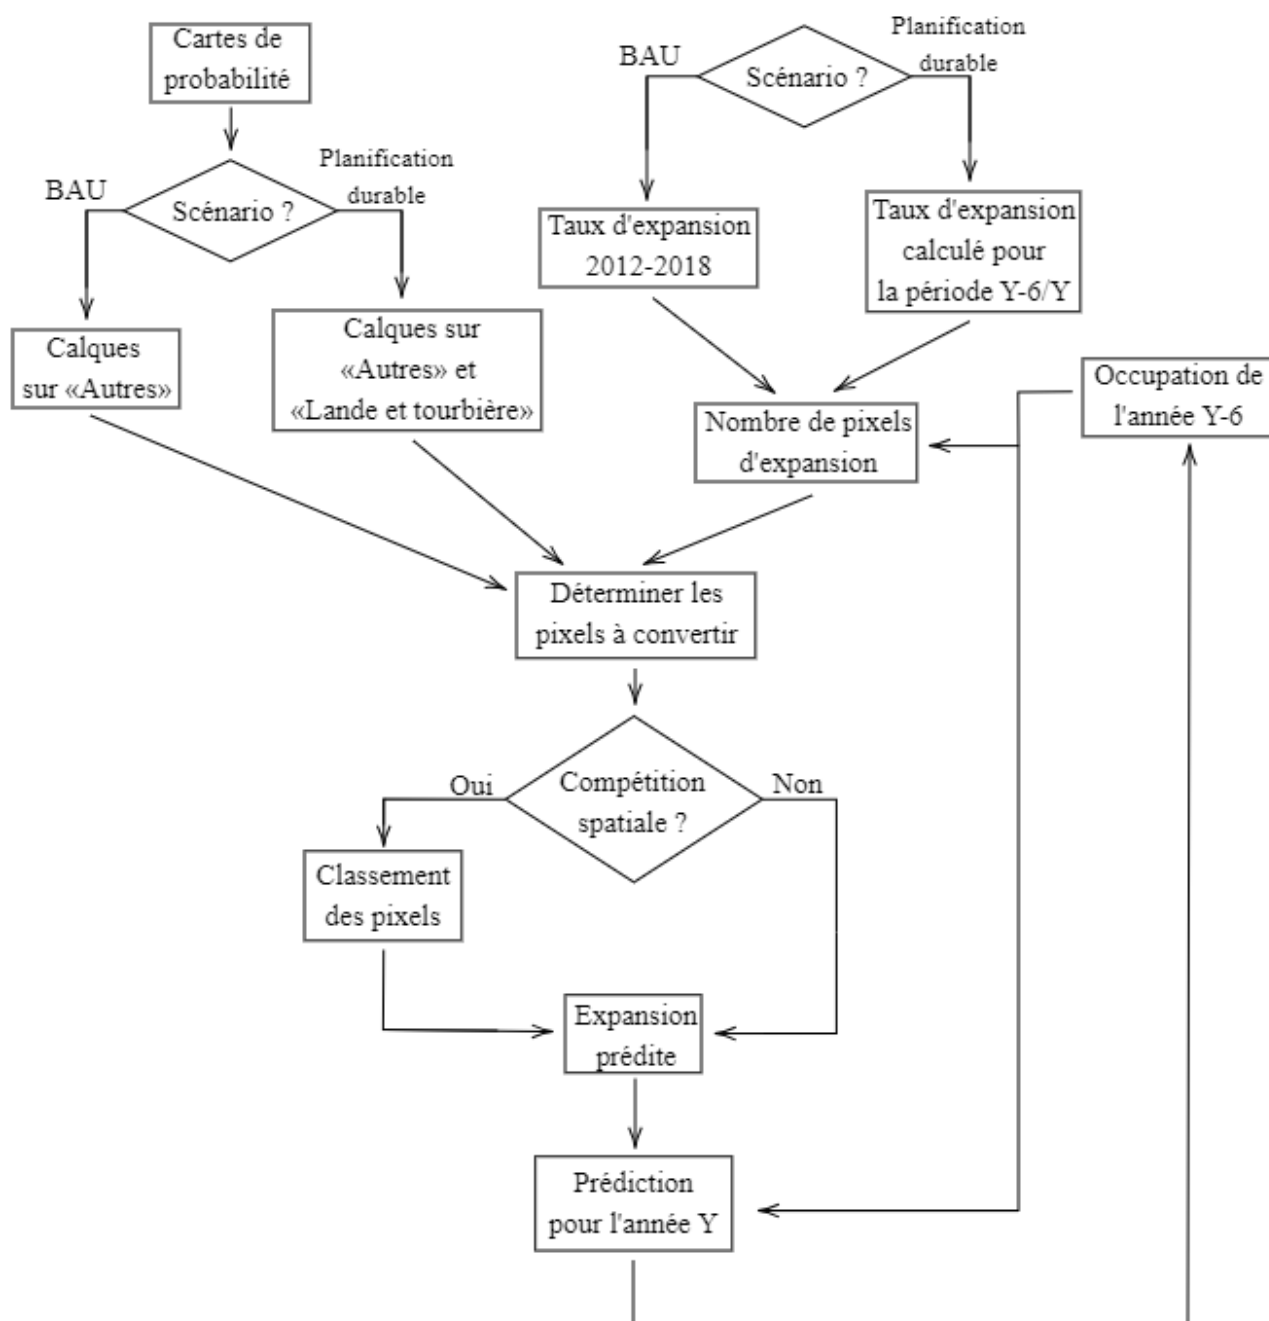 Cartes de
probabilité
Scénario ?
BAU
Planification
durable
Calques
sur «Autres»
Calques sur
«Autres» et
«Lande et tourbière»
Scénario ?
BAU
Planification
durable
Taux d'expansion
2012-2018
Taux d'expansion
calculé pour
la période Y-6/Y
Nombre de pixels
d'expansion
Occupation de
l'année Y-6
Déterminer les
pixels à convertir
Compétition
spatiale ?
Oui
Non
Classement
des pixels
Expansion
prédite
Prédiction
pour l'année Y